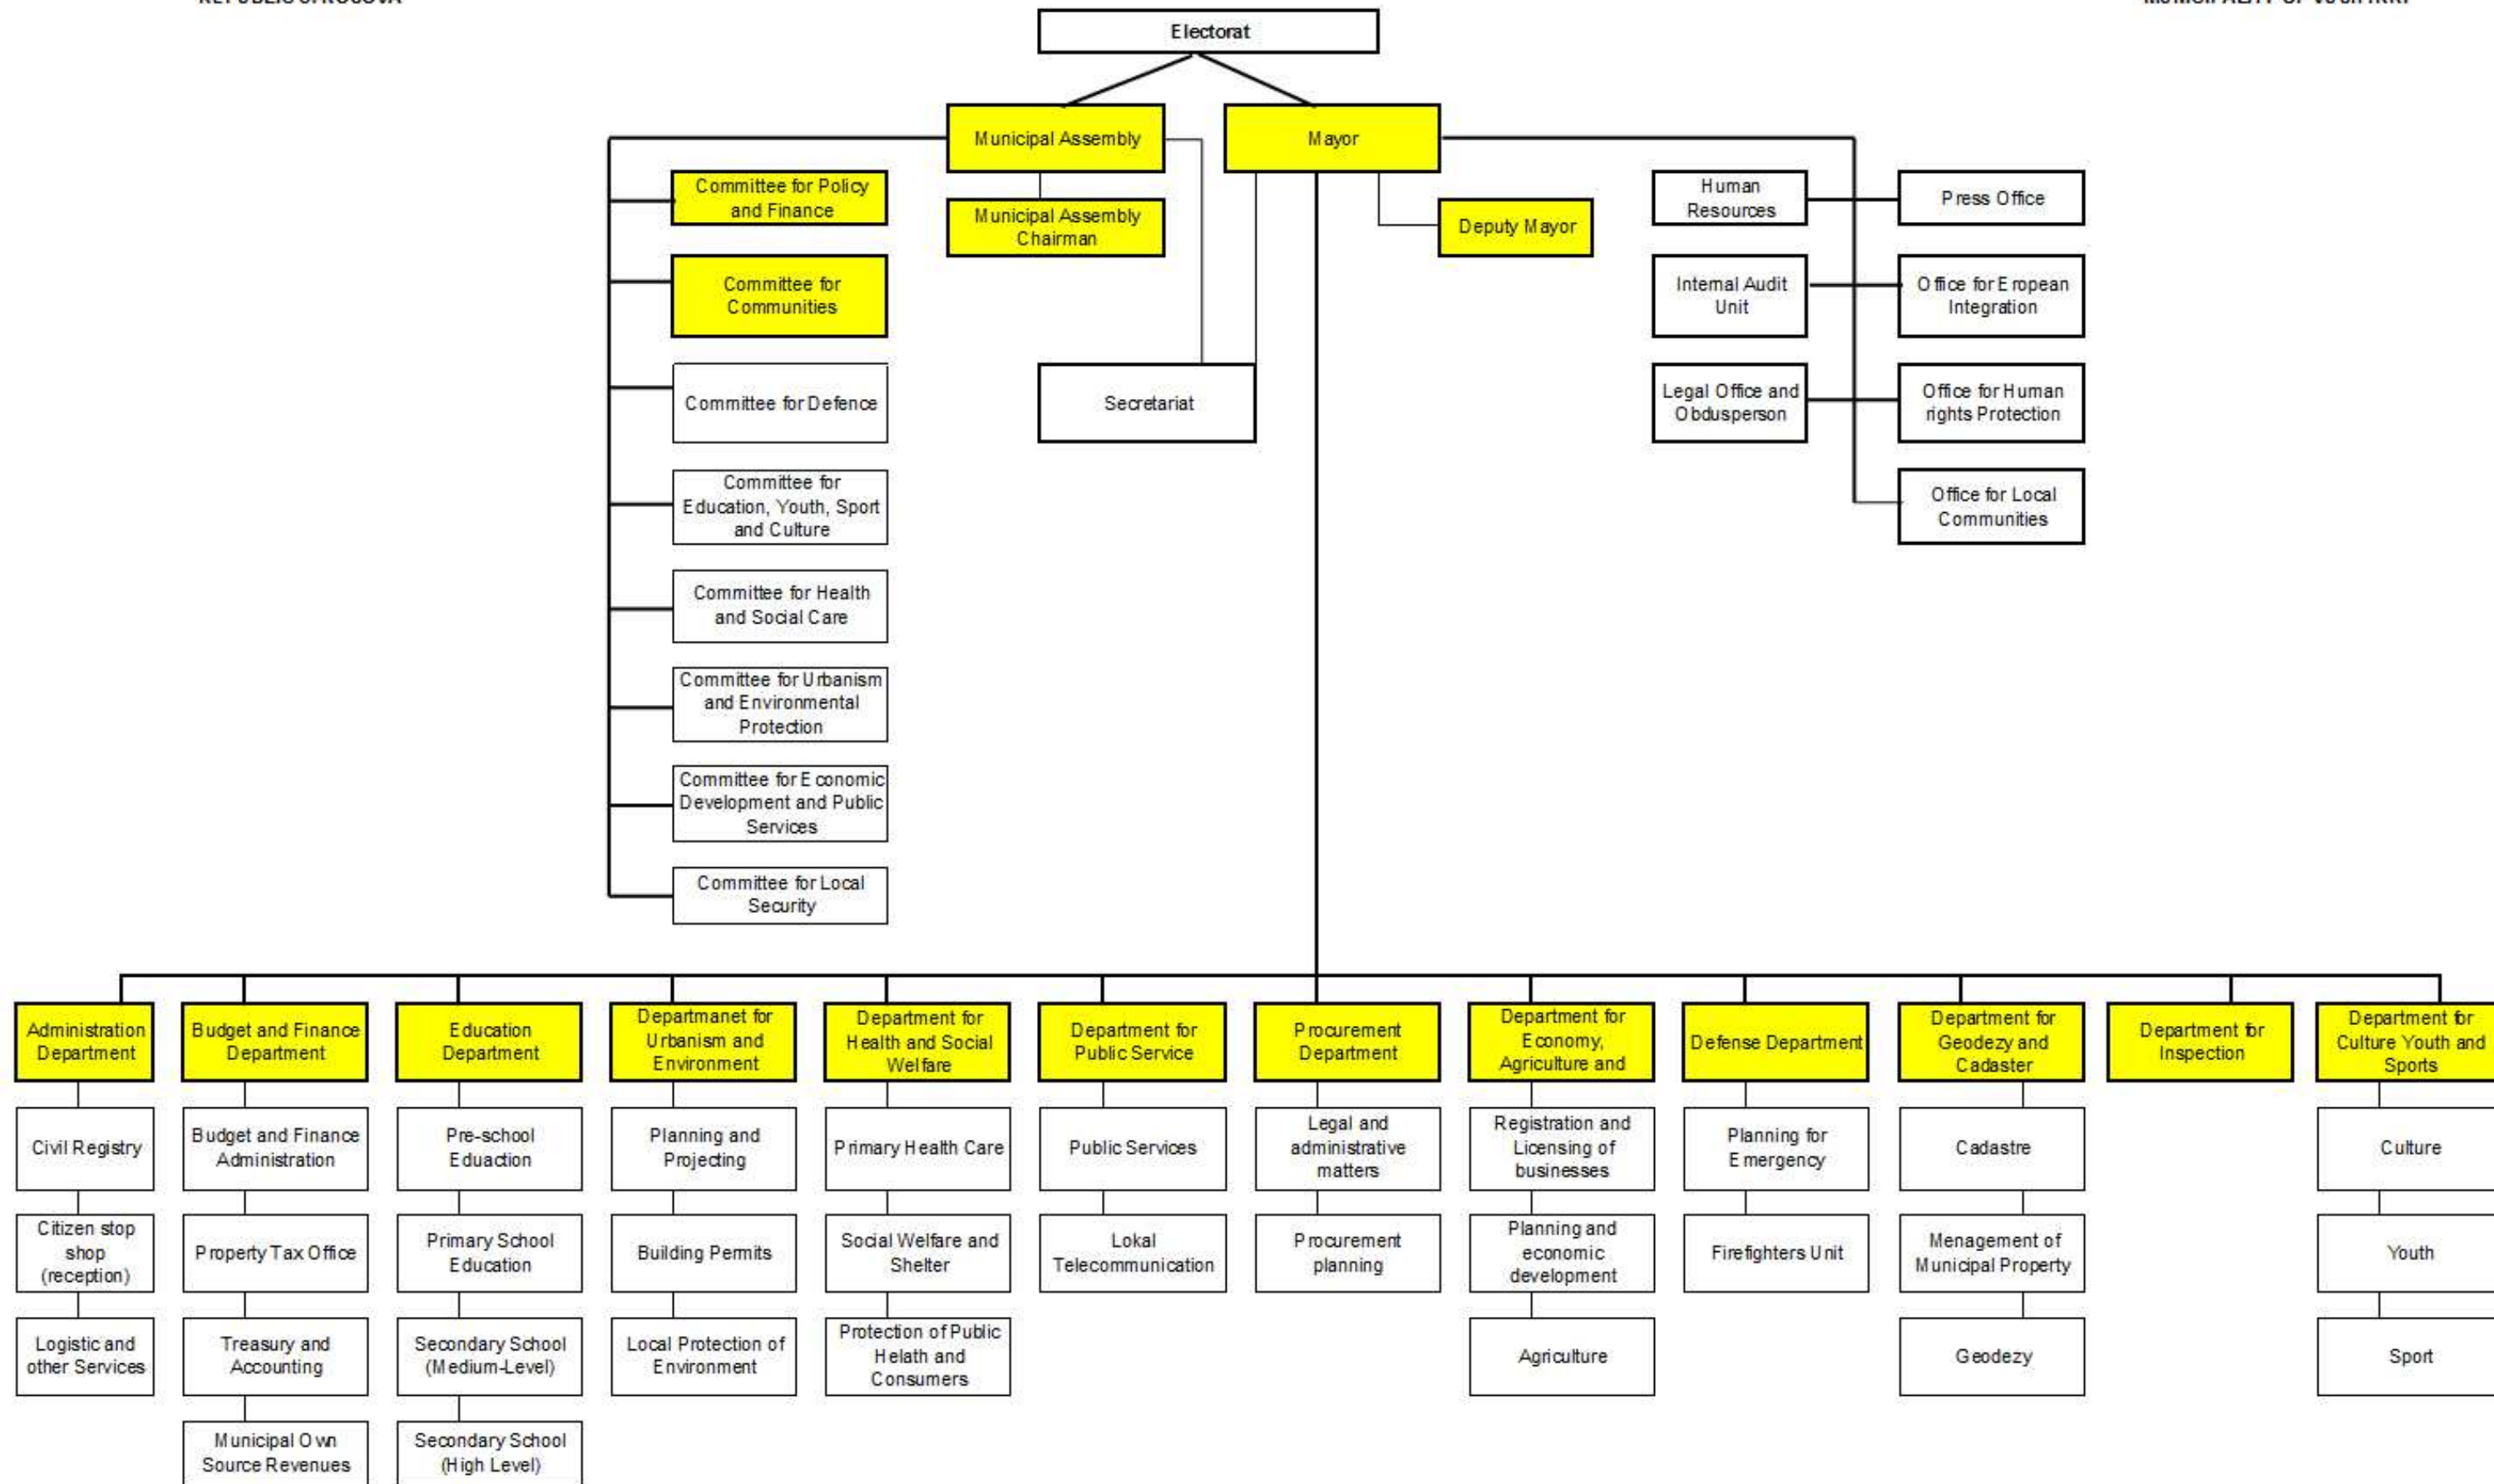 Electorat
Municipal Assembly
Mayor
Committee for Policy
and Finance
Municipal Assembly
Chairman
Deputy Mayor
Human
Resources
Press Office
Committee for
Communities
Internal Audit
Unit
Office for Eropean
Integration
Committee for Defence
Secretariat
Legal Office and
Obdusperson
Office for Human
rights Protection
Committee for
Education, Youth, Sport
and Culture
Office for Local
Communities
Committee for Health
and Social Care
Committee for Urbanism
and Environmental
Protection
Committee for Economic
Development and Public
Services
Committee for Local
Security
Administration
Department
Budget and Finance
Department
Education
Department
Departmanet for
Urbanism and
Environment
Department for
Health and Social
Welfare
Department for
Public Service
Procurement
Department
Department for
Economy,
Agriculture and
Defense Department
Department for
Geodezy and
Cadaster
Department for
Inspection
Department for
Culture Youth and
Sports
Civil Registry
Budget and Finance
Administration
Pre-school
Eduaction
Planning and
Projecting
Primary Health Care
Public Services
Legal and
administrative
matters
Registration and
Licensing of
businesses
Planning for
Emergency
Cadastre
Culture
Citizen stop
shop
(reception)
Property Tax Office
Primary School
Education
Building Permits
Social Welfare and
Shelter
Lokal
Telecommunication
Procurement
planning
Planning and
economic
development
Firefighters Unit
Menagement of
Municipal Property
Youth
Logistic and
other Services
Treasury and
Accounting
Secondary School
(Medium-Level)
Local Protection of
Environment
Protection of Public
Helath and
Consumers
Agriculture
Geodezy
Sport
Municipal Own
Source Revenues
Secondary School
(High Level)